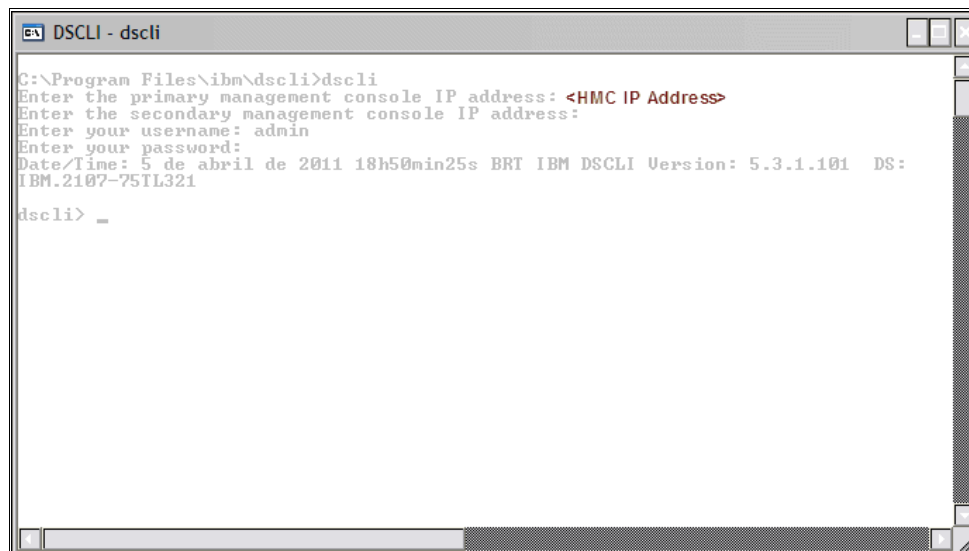 DSCLI - dscli
C:\Program Files\ibm\dscli>dscli
Enter the primary management console IP address: <HMC IP Address>
Enter the secondary management console IP address:
Enter your username: admin
Enter your password:
Date/Time: 5 de abril de 2011 18h50min25s BRT IBM DSCLI Version: 5.3.1.101 DS:
IBM.2107-75TL321
dscli> _